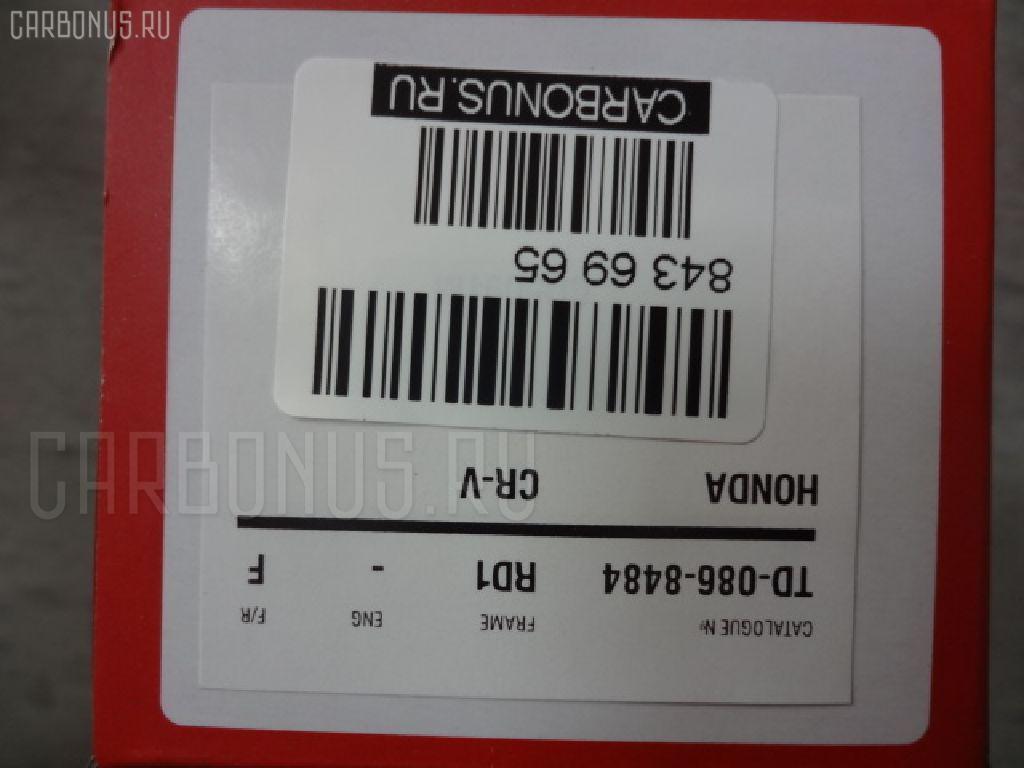 CARBONUS.RU
CATALOGUE № FRAME ENG F/R
TD-086-8484 RD1 - F
HONDA CR-V
CARBONUS.RU
843 69 65
CARBONUS.RU